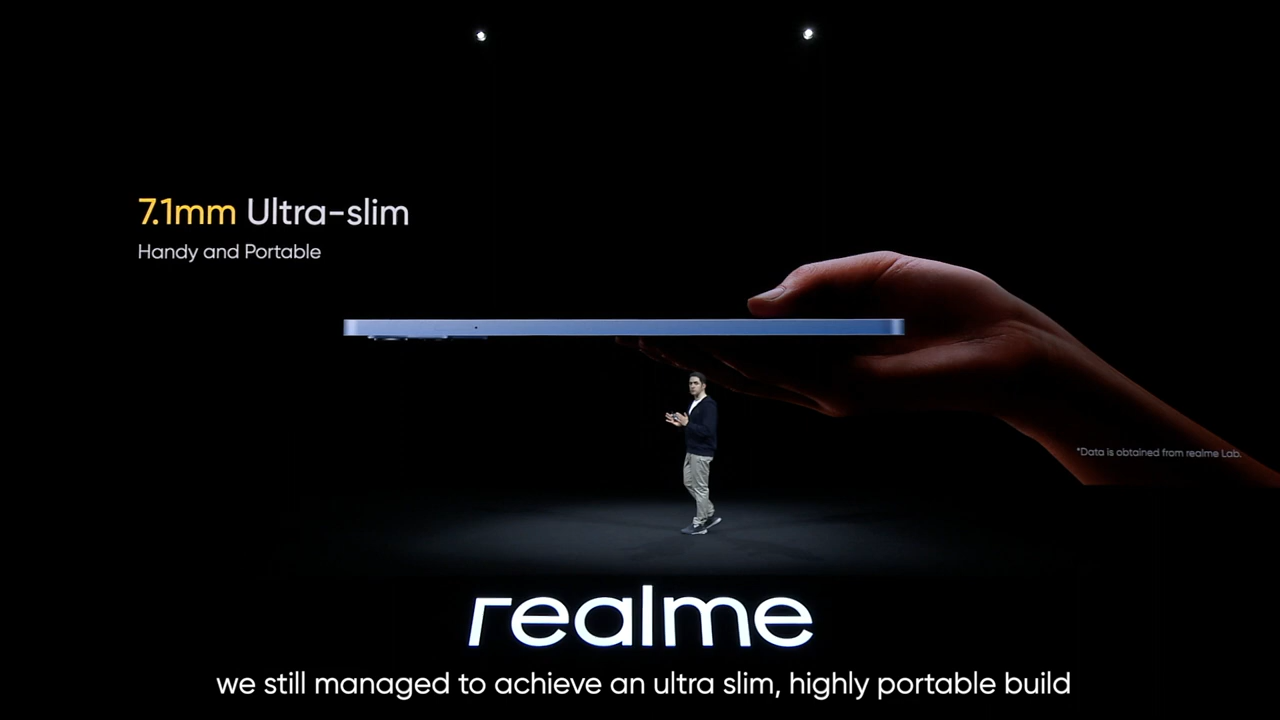 7.1mm Ultra-slim
Handy and Portable
*Data is obtained from realme Lab.
realme
we still managed to achieve an ultra slim, highly portable build